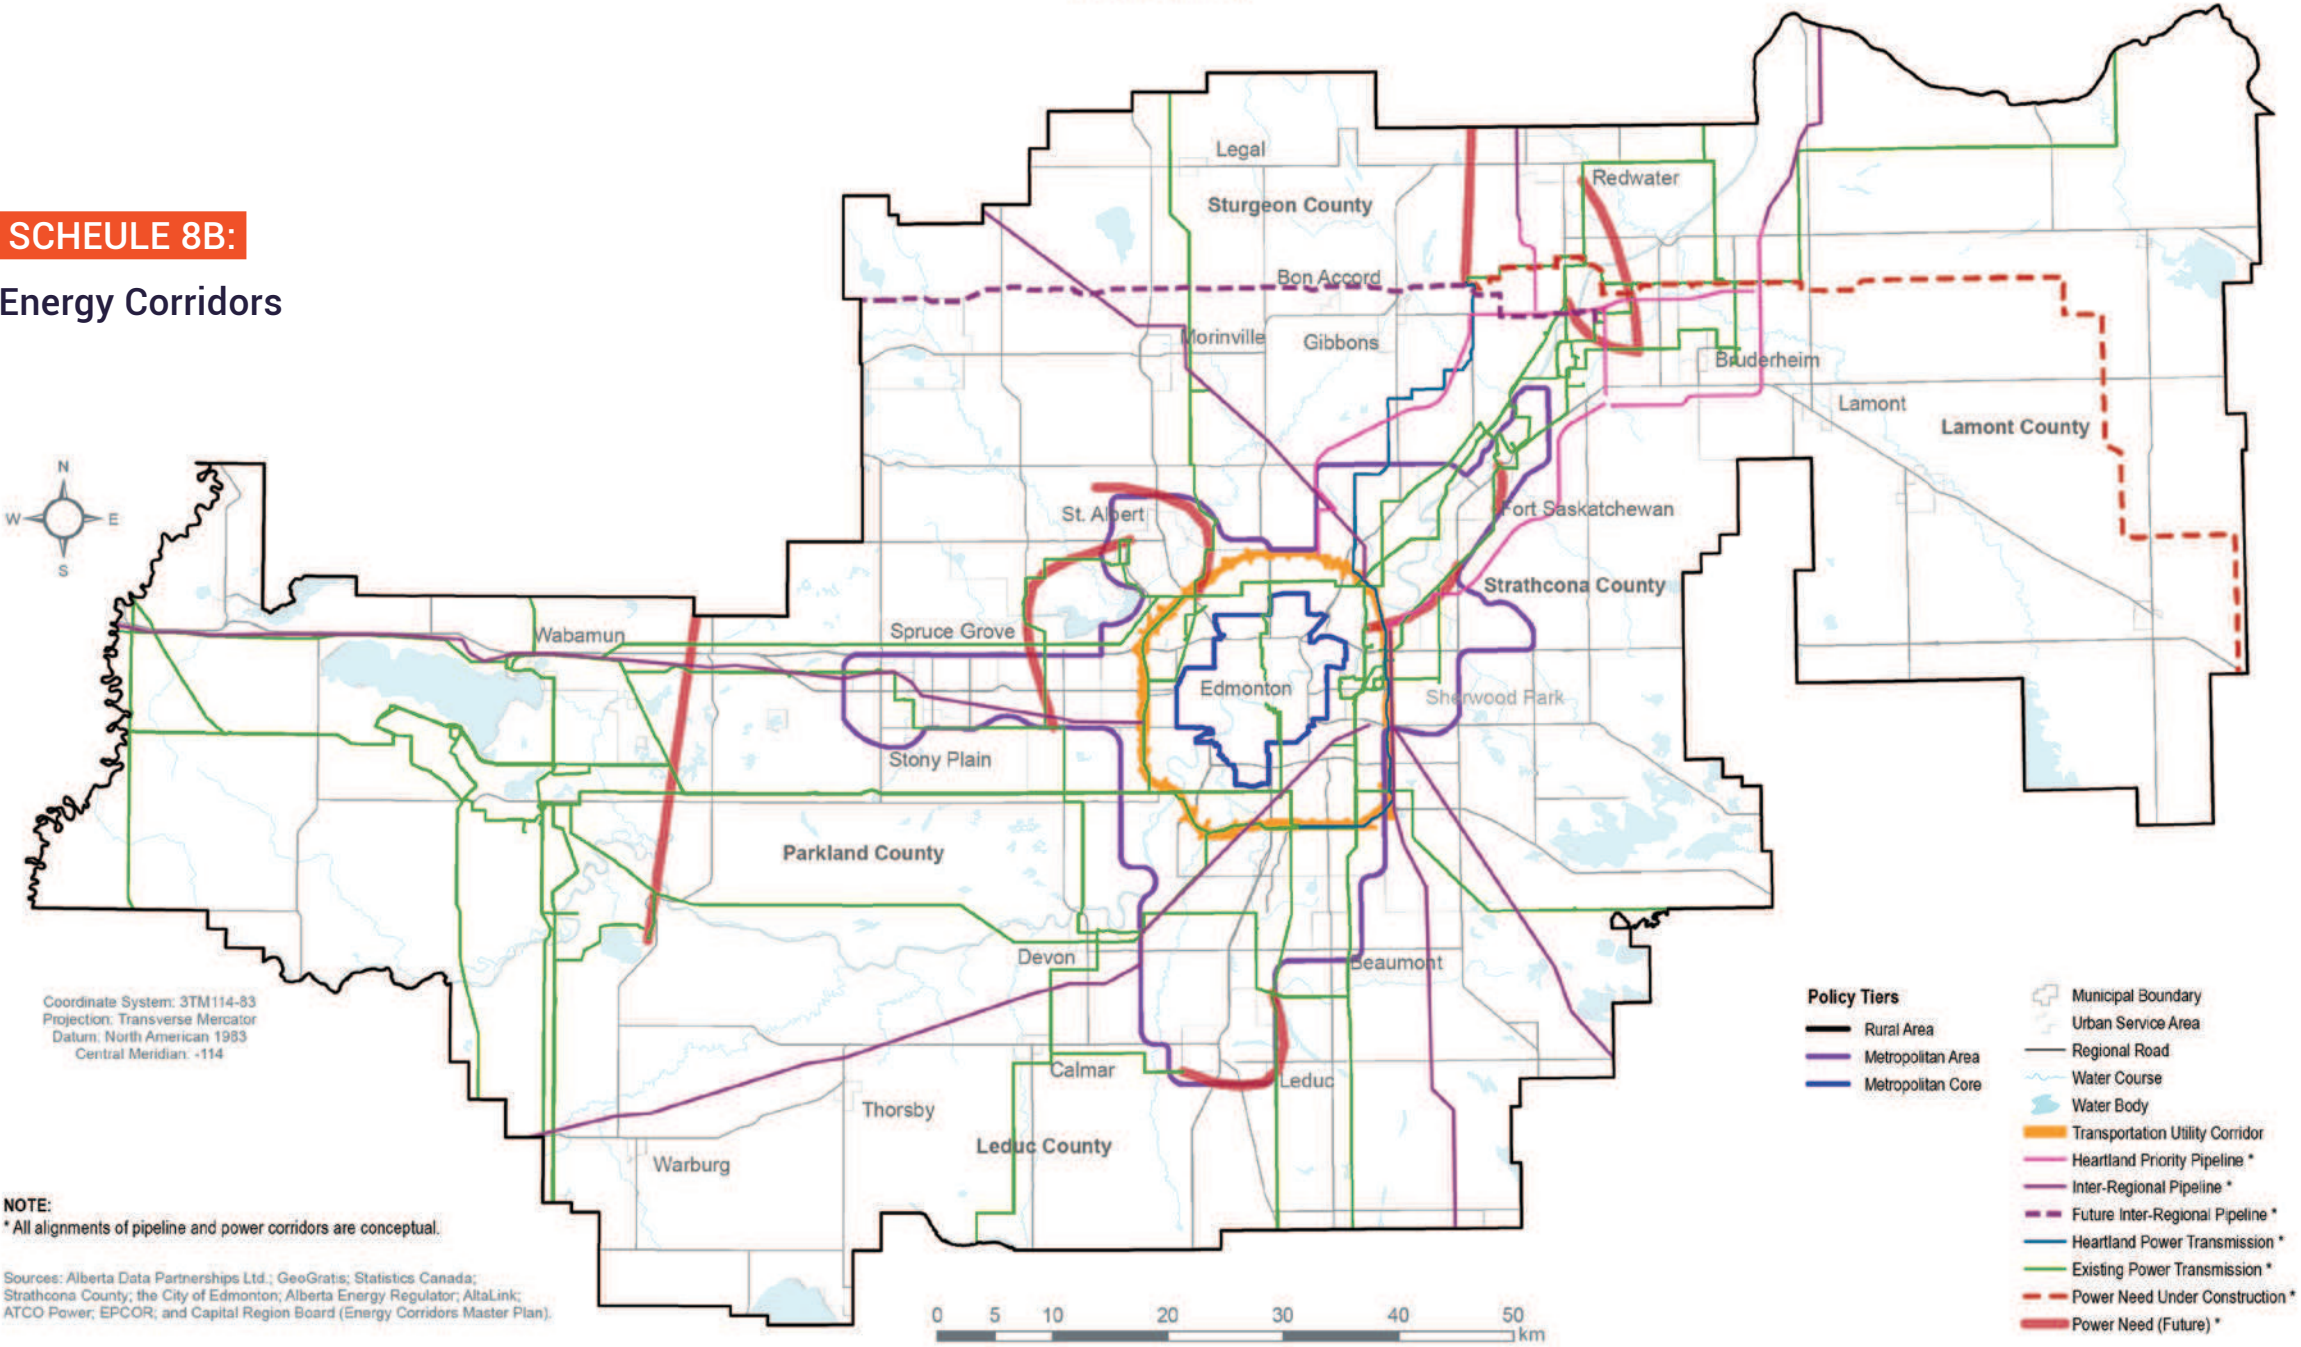 SCHEULE 8B:
Energy Corridors
Legal
Redwater
Sturgeon County
Bon Accord
Morinville
Gibbons
Bruderheim
Lamont
Lamont County
N
W
E
S
St. Albert
Fort Saskatchewan
Strathcona County
Wabamun
Spruce Grove
Edmonton
Sherwood Park
Stony Plain
Parkland County
Devon
Beaumont
Calmar
Leduc
Thorsby
Leduc County
Warburg
Coordinate System: 3TM114-83
Projection: Transverse Mercator
Datum: North American 1983
Central Meridian: -114
NOTE:
* All alignments of pipeline and power corridors are conceptual.
Sources: Alberta Data Partnerships Ltd.; GeoGratis; Statistics Canada;
Strathcona County; the City of Edmonton; Alberta Energy Regulator; AltaLink;
ATCO Power; EPCOR; and Capital Region Board (Energy Corridors Master Plan).
0 5 10 20 30 40 50
km
Policy Tiers
Rural Area
Metropolitan Area
Metropolitan Core
Municipal Boundary
Urban Service Area
Regional Road
Water Course
Water Body
Transportation Utility Corridor
Heartland Priority Pipeline *
Inter-Regional Pipeline *
Future Inter-Regional Pipeline *
Heartland Power Transmission *
Existing Power Transmission *
Power Need Under Construction *
Power Need (Future) *